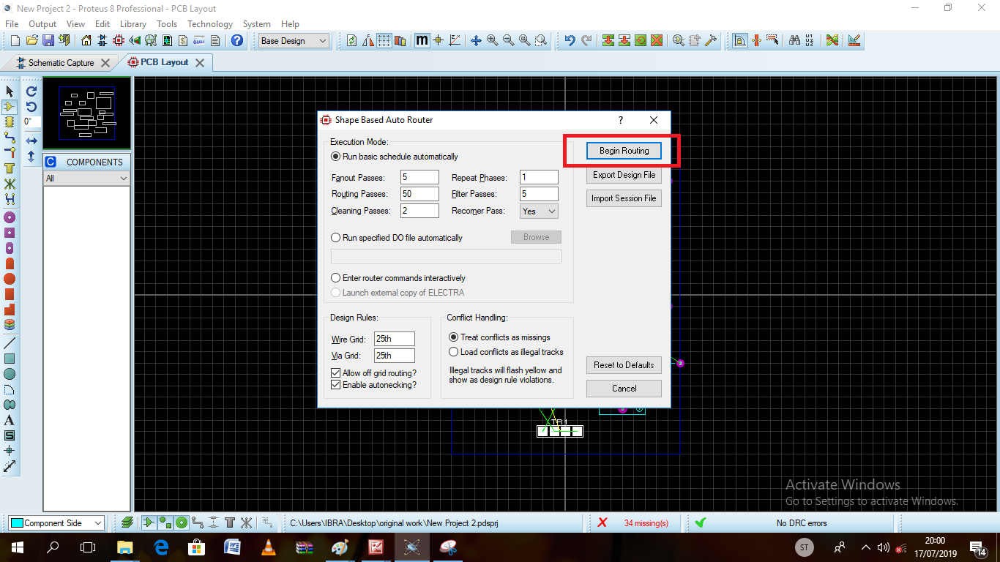 New Project 2 - Proteus 8 Professional - PCB Layout
File Output View Edit Library Tools Technology System Help
Base Design
Schematic Capture
PCB Layout
0°
C COMPONENTS
All
Shape Based Auto Router
?
Execution Mode:
Run basic schedule automatically
Fanout Passes: 5 Repeat Phases: 1
Routing Passes: 50 Filter Passes: 5
Cleaning Passes: 2 Recorner Pass: Yes
Run specified DO file automatically Browse
Enter router commands interactively
Launch external copy of ELECTRA
Begin Routing
Export Design File
Import Session File
Design Rules:
Wire Grid: 25th
Via Grid: 25th
Allow off grid routing?
Enable autonecking?
Conflict Handling:
Treat conflicts as missings
Load conflicts as illegal tracks
Illegal tracks will flash yellow and
show as design rule violations.
Reset to Defaults
Cancel
TB1
Activate Windows
Go to Settings to activate Windows.
Component Side
C:\Users\IBRA\Desktop\original work\New Project 2.pdsprj
34 missing(s)
No DRC errors
ST
20:00
17/07/2019
14